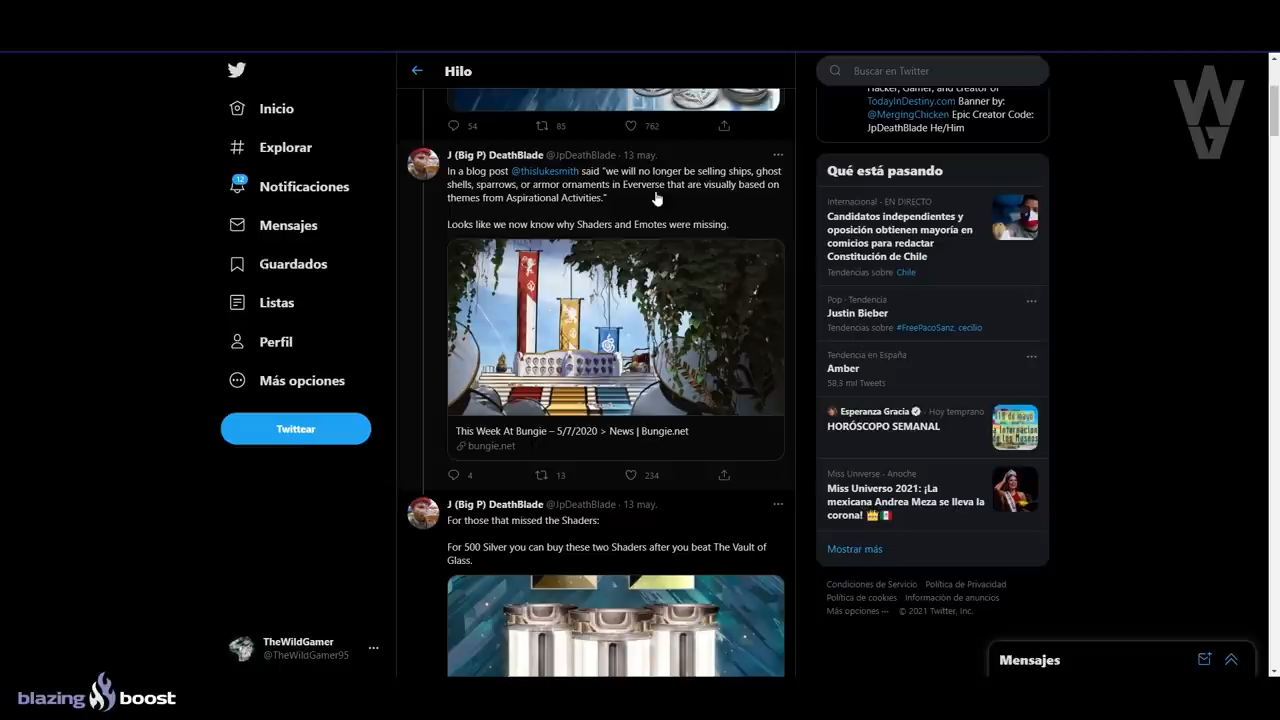 Inicio
Explorar
12
Notificaciones
Mensajes
Guardados
Listas
Perfil
Más opciones
Twittear
TheWildGamer
@TheWildGamer95
blazing boost
Hilo
54 85 762
J (Big P) DeathBlade @JpDeathBlade · 13 may.
In a blog post @thislukesmith said "we will no longer be selling ships, ghost
shells, sparrows, or armor ornaments in Eververse that are visually based on
themes from Aspirational Activities."
Looks like we now know why Shaders and Emotes were missing.
This Week At Bungie – 5/7/2020 > News | Bungie.net
bungie.net
4 13 234
J (Big P) DeathBlade @JpDeathBlade · 13 may.
For those that missed the Shaders:
For 500 Silver you can buy these two Shaders after you beat The Vault of
Glass.
Buscar en Twitter
Hacker, Gamer, and creator of
TodayInDestiny.com Banner by:
@MergingChicken Epic Creator Code:
JpDeathBlade He/Him
Qué está pasando
Internacional · EN DIRECTO
Candidatos independientes y
oposición obtienen mayoría en
comicios para redactar
Constitución de Chile
Tendencias sobre Chile
Pop · Tendencia
Justin Bieber
Tendencias sobre #FreePacoSanz, cecilio
Tendencia en España
Amber
58,3 mil Tweets
Esperanza Gracia · Hoy temprano
HORÓSCOPO SEMANAL
Miss Universe · Anoche
Miss Universo 2021: ¡La
mexicana Andrea Meza se lleva la
corona! 👑🇲🇽
Mostrar más
Condiciones de Servicio Política de Privacidad
Política de cookies Información de anuncios
Más opciones ··· © 2021 Twitter, Inc.
Mensajes
WG